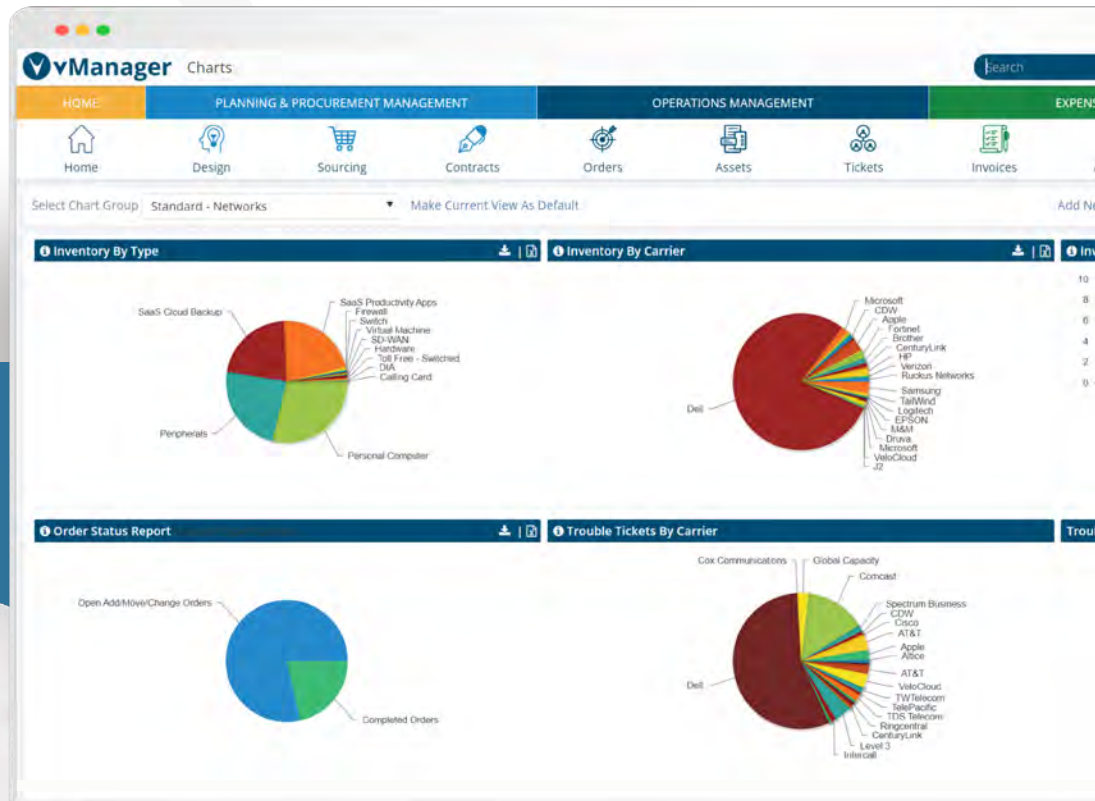 vManager Charts
Search
HOME
PLANNING & PROCUREMENT MANAGEMENT
OPERATIONS MANAGEMENT
EXPENS
Home
Design
Sourcing
Contracts
Orders
Assets
Tickets
Invoices
Select Chart Group
Standard - Networks
Make Current View As Default
Add Ne
Inventory By Type
Inventory By Carrier
Inv
SaaS Cloud Backup
SaaS Productivity Apps
Firewall
Switch
Virtual Machine
SD-WAN
Hardware
Toll Free - Switched
DIA
Calling Card
Peripherals
Personal Computer
Microsoft
CDW
Apple
Fortinet
Brother
CenturyLink
HP
Verizon
Ruckus Networks
Samsung
TailWind
Logitech
EPSON
M&M
Druva
Microsoft
VeloCloud
J2
Dell
10
8
6
4
2
0
Order Status Report
Trouble Tickets By Carrier
Troul
Open Add/Move/Change Orders
Completed Orders
Cox Communications
Global Capacity
Comcast
Spectrum Business
CDW
Cisco
AT&T
Apple
Altice
AT&T
VeloCloud
TWTelecom
TelePacific
TDS Telecom
Ringcentral
CenturyLink
Level 3
Intercall
Dell